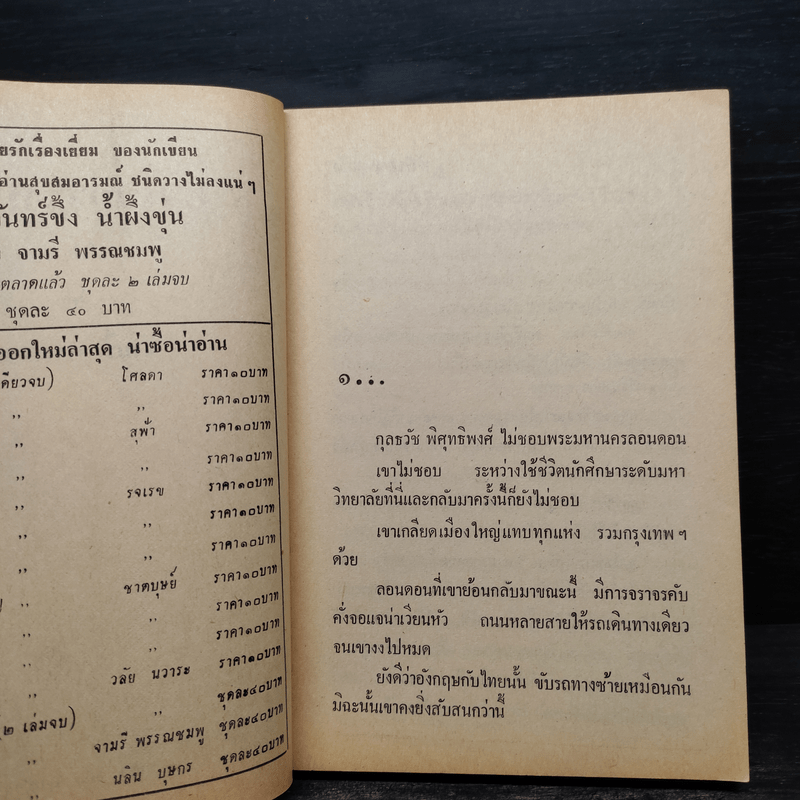 ยรักเรื่องเยี่ยม ของนักเขียน
อ่านสุขสมอารมณ์ ชนิดวางไม่ลงแน่ ๆ
จันทร์ขึ้ง น้ำผึ้งขุ่น
จามรี พรรณชมพู
ตลาดแล้ว ชุดละ ๒ เล่มจบ
ชุดละ ๔๐ บาท
ออกใหม่ล่าสุด น่าซื้อน่าอ่าน
เดียวจบ) โศลดา ราคา๑๐บาท
,, ,, ราคา๑๐บาท
,, สุฟ้า ราคา๑๐บาท
,, ,, ราคา๑๐บาท
,, รจเรข ราคา๑๐บาท
,, ,, ราคา๑๐บาท
,, ,, ราคา๑๐บาท
,, ชาตบุษย์ ราคา๑๐บาท
,, ,, ราคา๑๐บาท
,, ,, ราคา๑๐บาท
,, วลัย นวาระ ราคา๑๐บาท
,, ,, ชุดละ๔๐บาท
(๒ เล่มจบ) จามรี พรรณชมพู ชุดละ๔๐บาท
,, นลิน บุษกร ชุดละ๔๐บาท
๑...
กุลธวัช พิศุทธิพงศ์ ไม่ชอบพระมหานครลอนดอน
เขาไม่ชอบ ระหว่างใช้ชีวิตนักศึกษาระดับมหา
วิทยาลัยที่นี่และกลับมาครั้งนี้ก็ยังไม่ชอบ
เขาเกลียดเมืองใหญ่แทบทุกแห่ง รวมกรุงเทพ ฯ
ด้วย
ลอนดอนที่เขาย้อนกลับมาขณะนี้ มีการจราจรคับ
คั่งจอแจน่าเวียนหัว ถนนหลายสายให้รถเดินทางเดียว
จนเขางงไปหมด
ยังดีว่าอังกฤษกับไทยนั้น ขับรถทางซ้ายเหมือนกัน
มิฉะนั้นเขาคงยิ่งสับสนกว่านี้